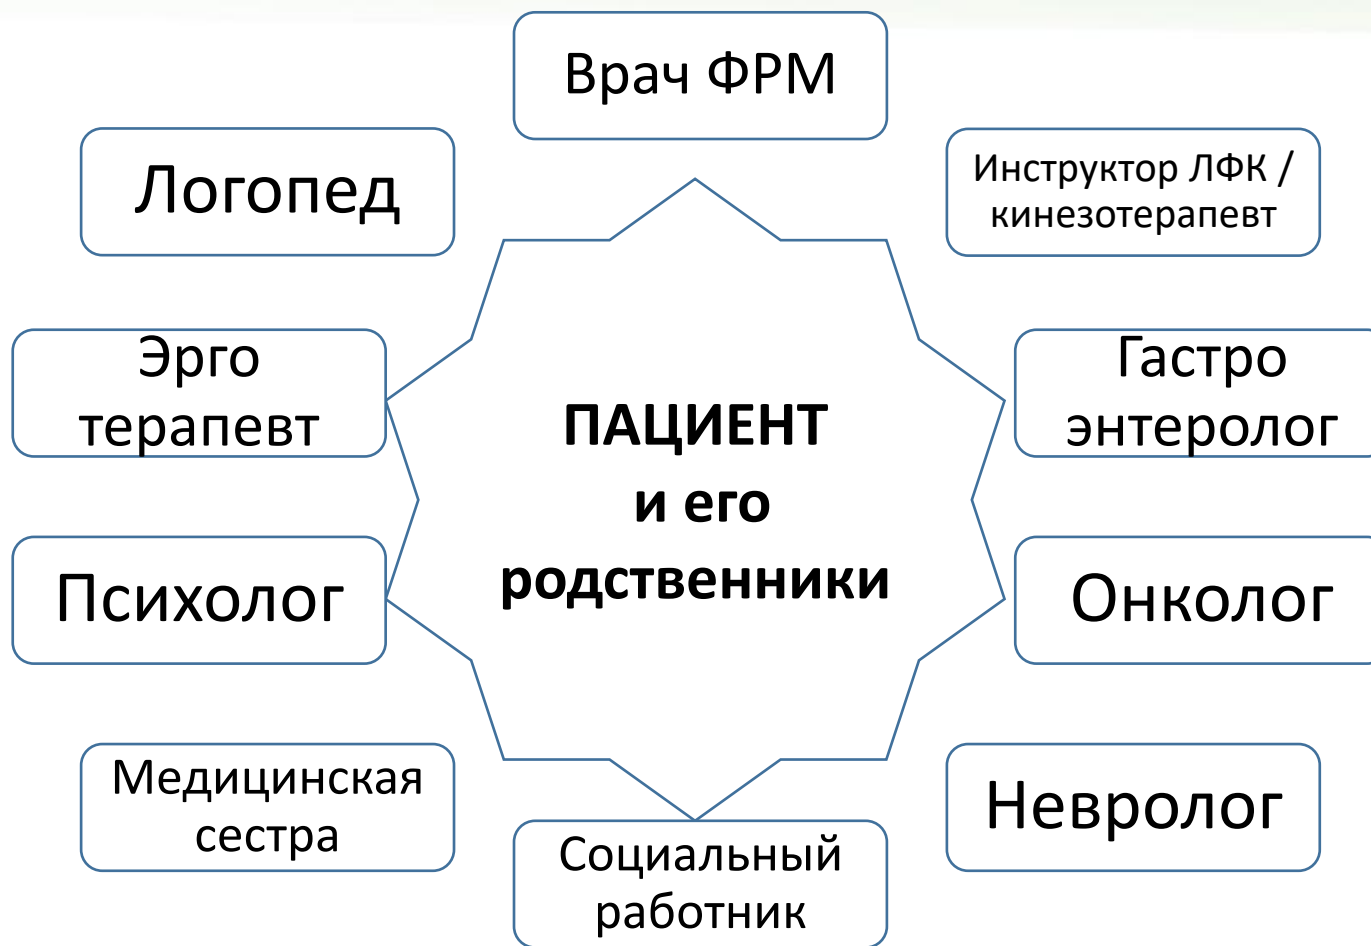 Врач ФРМ
Логопед
Инструктор ЛФК /
кинезотерапевт
Эрго
терапевт
Гастро
энтеролог
ПАЦИЕНТ
и его
родственники
Психолог
Онколог
Медицинская
сестра
Невролог
Социальный
работник